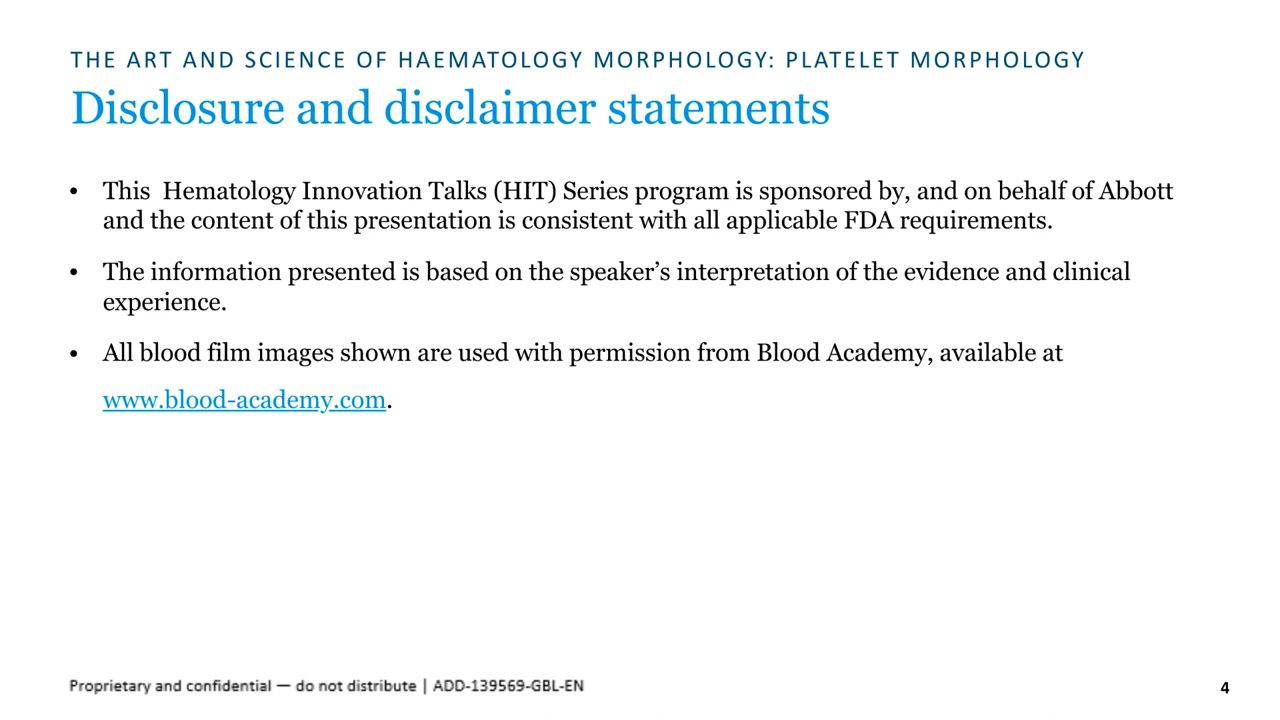 THE ART AND SCIENCE OF HAEMATOLOGY MORPHOLOGY: PLATELET MORPHOLOGY
Disclosure and disclaimer statements
• This  Hematology Innovation Talks (HIT) Series program is sponsored by, and on behalf of Abbott
and the content of this presentation is consistent with all applicable FDA requirements.
• The information presented is based on the speaker’s interpretation of the evidence and clinical
experience.
• All blood film images shown are used with permission from Blood Academy, available at
www.blood-academy.com.
Proprietary and confidential — do not distribute | ADD-139569-GBL-EN
4